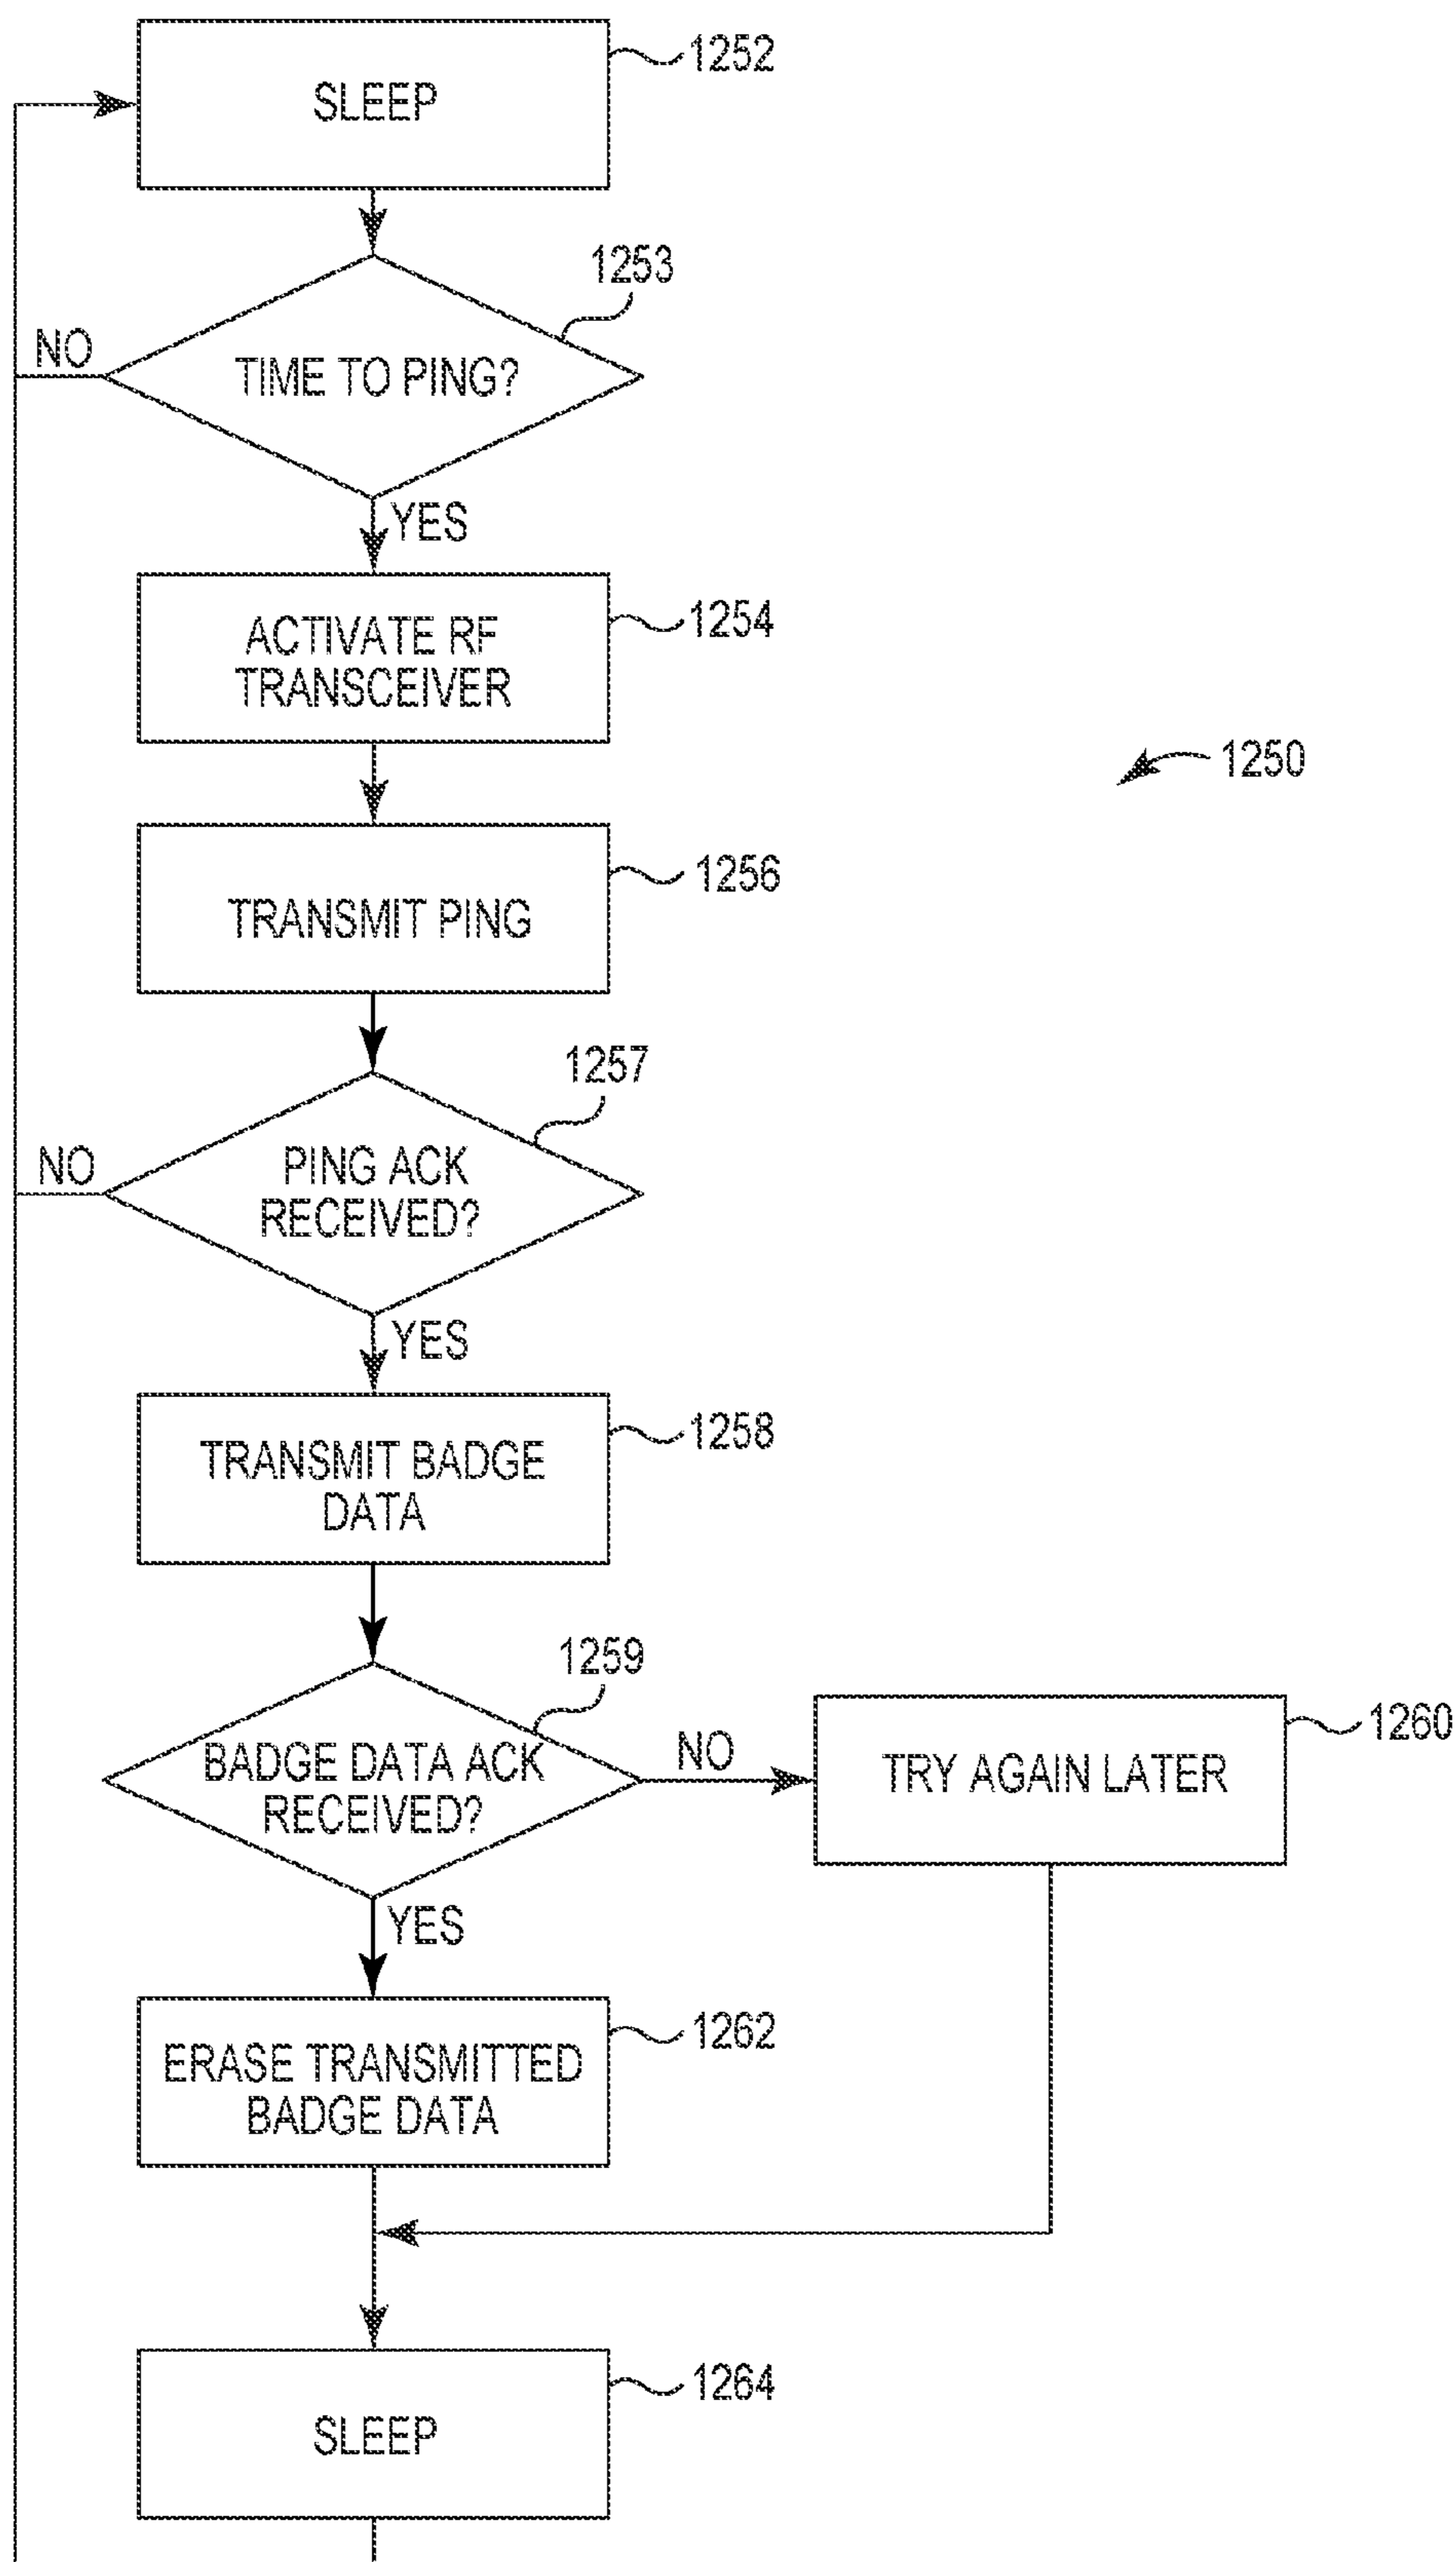 1252
SLEEP
1253
NO
TIME TO PING?
YES
1254
ACTIVATE RF
TRANSCEIVER
1250
1256
TRANSMIT PING
1257
NO
PING ACK
RECEIVED?
YES
1258
TRANSMIT BADGE
DATA
1259
BADGE DATA ACK
RECEIVED?
NO
1260
TRY AGAIN LATER
YES
1262
ERASE TRANSMITTED
BADGE DATA
1264
SLEEP